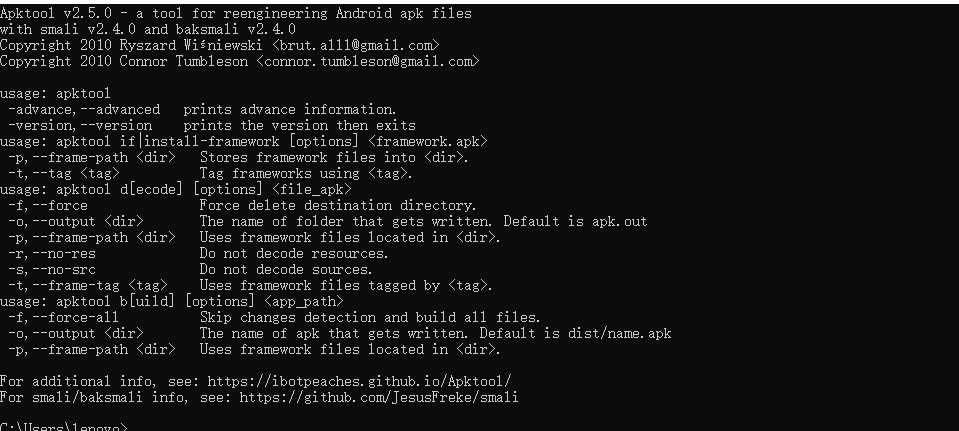 Apktool v2.5.0 - a tool for reengineering Android apk files
with smali v2.4.0 and baksmali v2.4.0
Copyright 2010 Ryszard Wiśniewski <brut.alll@gmail.com>
Copyright 2010 Connor Tumbleson <connor.tumbleson@gmail.com>
usage: apktool
-advance,--advanced prints advance information.
-version,--version prints the version then exits
usage: apktool if|install-framework [options] <framework.apk>
-p,--frame-path <dir> Stores framework files into <dir>.
-t,--tag <tag> Tag frameworks using <tag>.
usage: apktool d[ecode] [options] <file_apk>
-f,--force Force delete destination directory.
-o,--output <dir> The name of folder that gets written. Default is apk.out
-p,--frame-path <dir> Uses framework files located in <dir>.
-r,--no-res Do not decode resources.
-s,--no-src Do not decode sources.
-t,--frame-tag <tag> Uses framework files tagged by <tag>.
usage: apktool b[uild] [options] <app_path>
-f,--force-all Skip changes detection and build all files.
-o,--output <dir> The name of apk that gets written. Default is dist/name.apk
-p,--frame-path <dir> Uses framework files located in <dir>.
For additional info, see: https://ibotpeaches.github.io/Apktool/
For smali/baksmali info, see: https://github.com/JesusFreke/smali
C:\Users\lenovo>